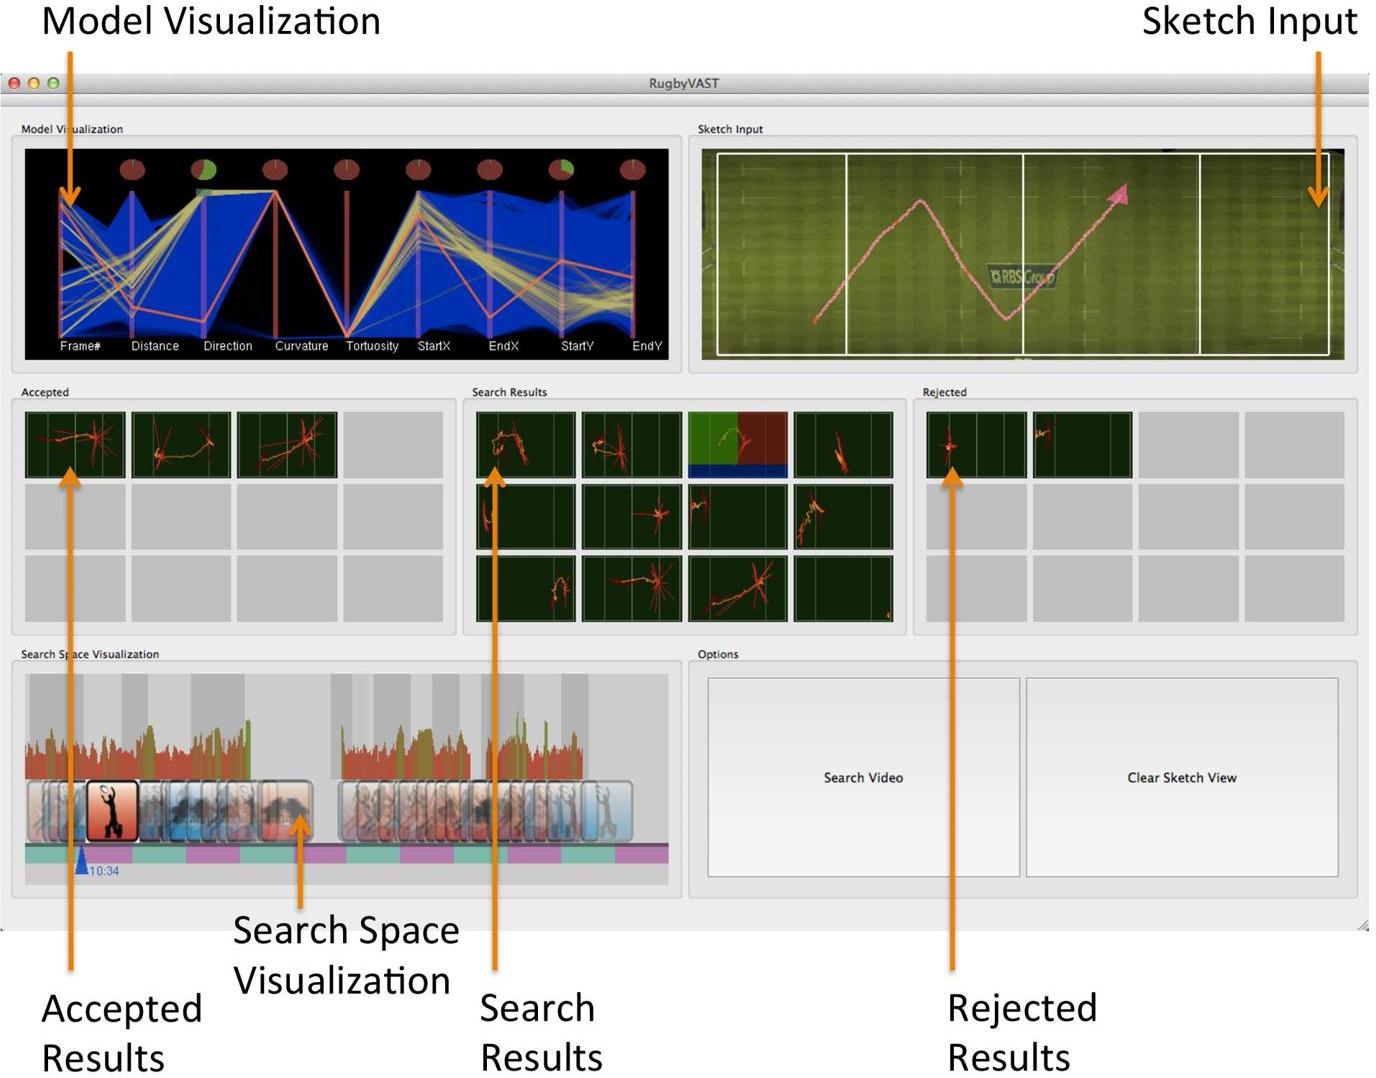 Model Visualization
Sketch Input
RugbyVAST
Model Visualization
Sketch Input
RBS Group
Frame# Distance Direction Curvature Tortuosity StartX EndX StartY EndY
Accepted
Search Results
Rejected
Search Space Visualization
Options
Search Video
Clear Sketch View
10:34
Search Space
Visualization
Accepted
Results
Search
Results
Rejected
Results